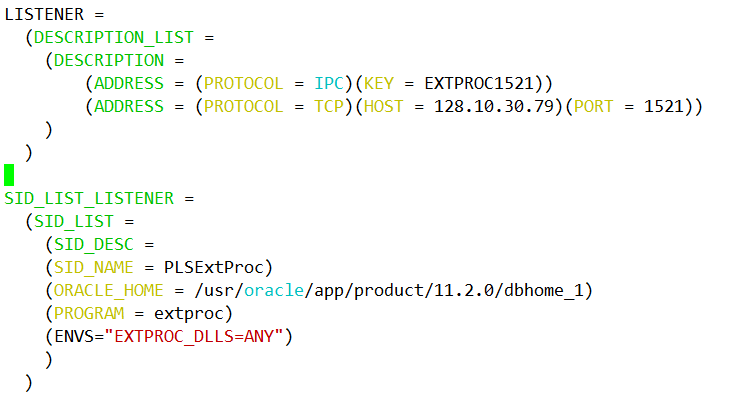 LISTENER =
  (DESCRIPTION_LIST =
    (DESCRIPTION =
        (ADDRESS = (PROTOCOL = IPC)(KEY = EXTPROC1521))
        (ADDRESS = (PROTOCOL = TCP)(HOST = 128.10.30.79)(PORT = 1521))
    )
  )
SID_LIST_LISTENER =
  (SID_LIST =
    (SID_DESC =
    (SID_NAME = PLSExtProc)
    (ORACLE_HOME = /usr/oracle/app/product/11.2.0/dbhome_1)
    (PROGRAM = extproc)
    (ENVS="EXTPROC_DLLS=ANY")
    )
  )